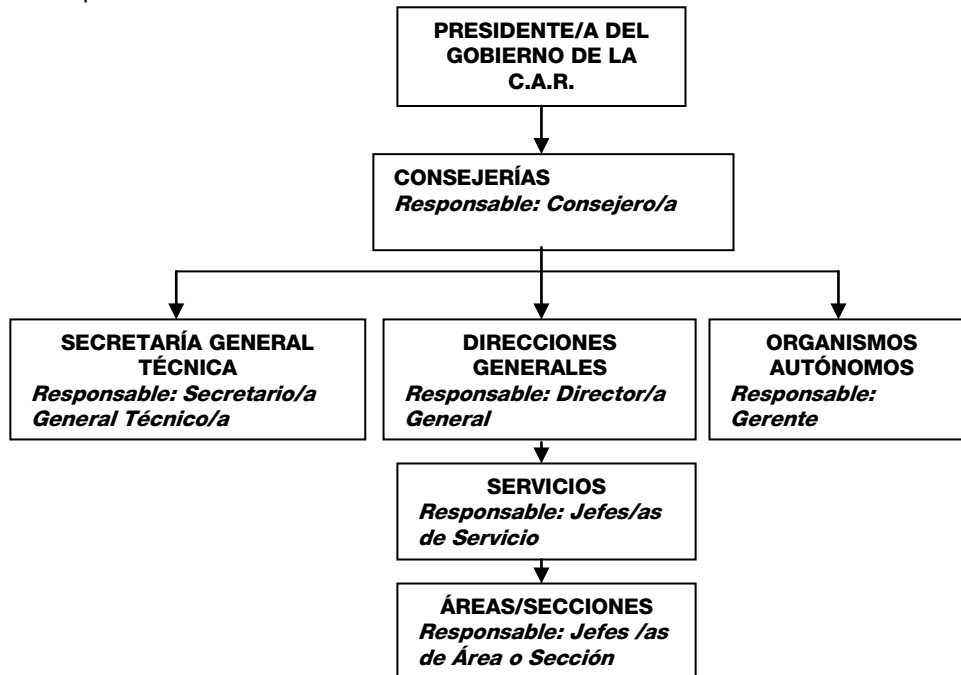 PRESIDENTE/A DEL
GOBIERNO DE LA
C.A.R.
CONSEJERÍAS
Responsable: Consejero/a
SECRETARÍA GENERAL
TÉCNICA
Responsable: Secretario/a
General Técnico/a
DIRECCIONES
GENERALES
Responsable: Director/a
General
ORGANISMOS
AUTÓNOMOS
Responsable:
Gerente
SERVICIOS
Responsable: Jefes/as
de Servicio
ÁREAS/SECCIONES
Responsable: Jefes /as
de Área o Sección